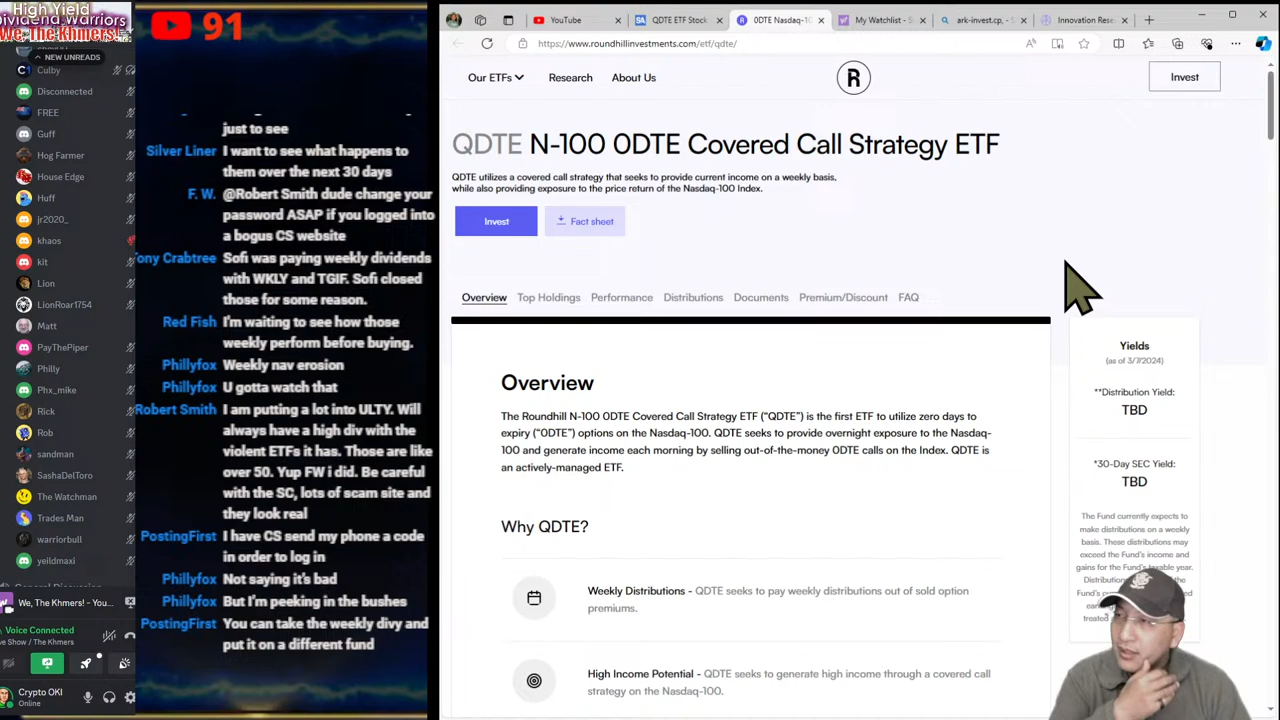 High Yield
Dividend Warriors
We, The Khmers!
NEW UNREADS
Culby
Disconnected
FREE
Guff
Hog Farmer
House Edge
Huff
jr2020_
khaos
kit
Lion
LionRoar1754
Matt
PayThePiper
Philly
Phx_mike
Rick
Rob
sandman
SashaDelToro
The Watchman
Trades Man
warriorbull
yeildmaxi
We, The Khmers! - You...
Voice Connected
Live Show / The Khmers
Crypto OKI
Online
91
just to see
Silver Liner I want to see what happens to
them over the next 30 days
F. W. @Robert Smith dude change your
password ASAP if you logged into
a bogus CS website
Tony Crabtree Sofi was paying weekly dividends
with WKLY and TGIF. Sofi closed
those for some reason.
Red Fish I'm waiting to see how those
weekly perform before buying.
Phillyfox Weekly nav erosion
Phillyfox U gotta watch that
Robert Smith I am putting a lot into ULTY. Will
always have a high div with the
violent ETFs it has. Those are like
over 50. Yup FW i did. Be careful
with the SC, lots of scam site and
they look real
PostingFirst I have CS send my phone a code
in order to log in
Phillyfox Not saying it's bad
Phillyfox But I'm peeking in the bushes
PostingFirst You can take the weekly divy and
put it on a different fund
YouTube
QDTE ETF Stock
0DTE Nasdaq-10
My Watchlist - S
ark-invest.cp, - S
Innovation Rese
https://www.roundhillinvestments.com/etf/qdte/
Our ETFs
Research
About Us
R
Invest
QDTE N-100 0DTE Covered Call Strategy ETF
QDTE utilizes a covered call strategy that seeks to provide current income on a weekly basis,
while also providing exposure to the price return of the Nasdaq-100 Index.
Invest
Fact sheet
Overview Top Holdings Performance Distributions Documents Premium/Discount FAQ
Overview
The Roundhill N-100 0DTE Covered Call Strategy ETF ("QDTE") is the first ETF to utilize zero days to
expiry ("0DTE") options on the Nasdaq-100. QDTE seeks to provide overnight exposure to the Nasdaq-
100 and generate income each morning by selling out-of-the-money 0DTE calls on the Index. QDTE is
an actively-managed ETF.
Why QDTE?
Weekly Distributions - QDTE seeks to pay weekly distributions out of sold option
premiums.
High Income Potential - QDTE seeks to generate high income through a covered call
strategy on the Nasdaq-100.
Yields
(as of 3/7/2024)
**Distribution Yield:
TBD
*30-Day SEC Yield:
TBD
The Fund currently expects to
make distributions on a weekly
basis. These distributions may
exceed the Fund's income and
gains for the Fund's taxable year.